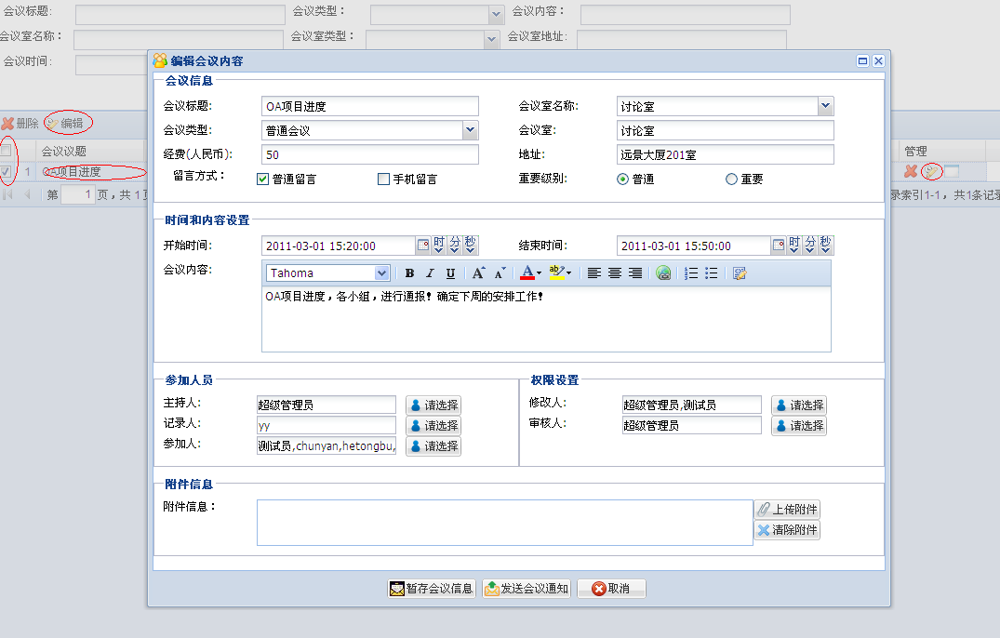 会议标题: 会议类型： 会议内容：
会议室名称： 会议室类型： 会议室地址:
会议时间:
编辑会议内容
删除 编辑
会议议题 管理
1 OA项目进度
第 1 页，共 1页
录索引1-1，共1条记录
会议信息
会议标题: OA项目进度 会议室名称: 讨论室
会议类型: 普通会议 会议室: 讨论室
经费(人民币): 50 地址: 远景大厦201室
留言方式： 普通留言 手机留言 重要级别: 普通 重要
时间和内容设置
开始时间: 2011-03-01 15:20:00 时 分 秒 结束时间: 2011-03-01 15:50:00 时 分 秒
会议内容: Tahoma B I U A A A ab
OA项目进度，各小组，进行通报！确定下周的安排工作！
参加人员 权限设置
主持人: 超级管理员 请选择 修改人: 超级管理员,测试员 请选择
记录人: yy 请选择 审核人: 超级管理员 请选择
参加人: 测试员,chunyan,hetongbu, 请选择
附件信息
附件信息： 上传附件
清除附件
暂存会议信息 发送会议通知 取消